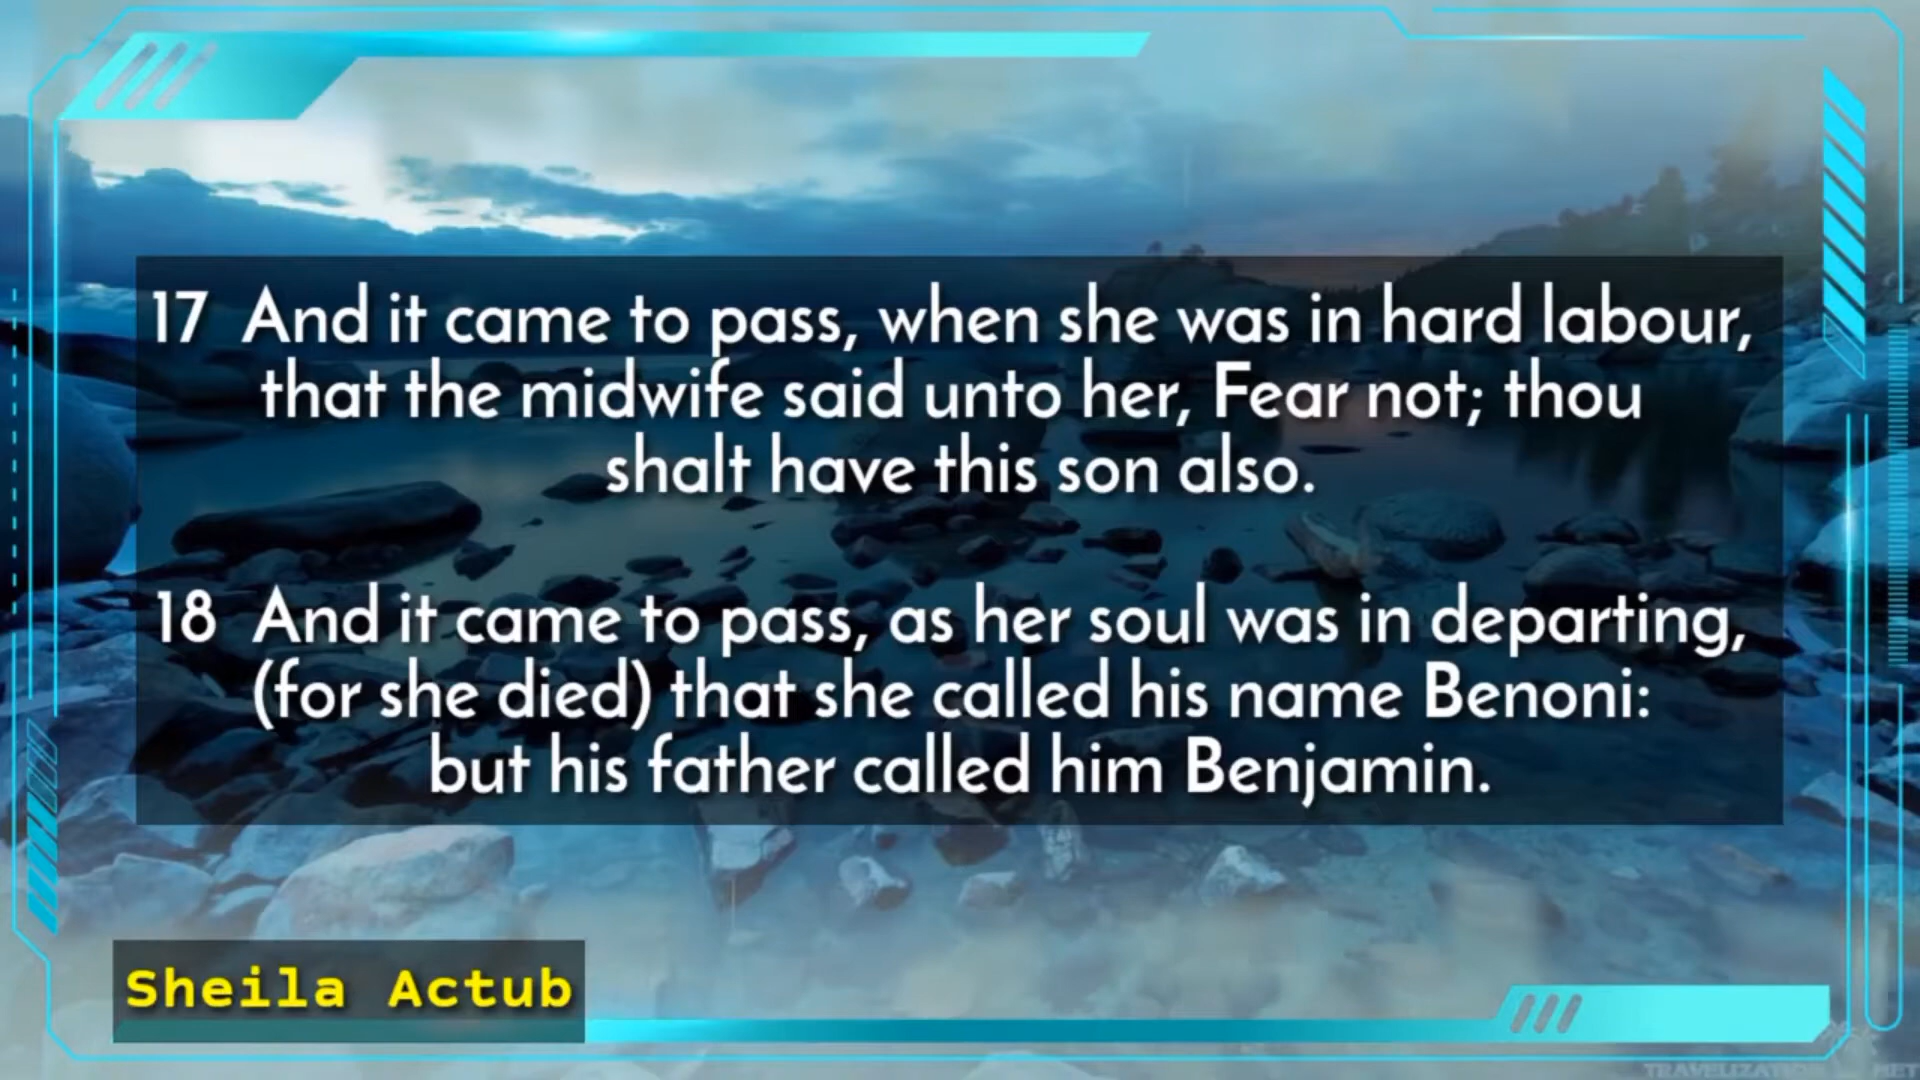 17 And it came to pass, when she was in hard labour,
that the midwife said unto her, Fear not; thou
shalt have this son also.
18 And it came to pass, as her soul was in departing,
(for she died) that she called his name Benoni:
but his father called him Benjamin.
Sheila Actub